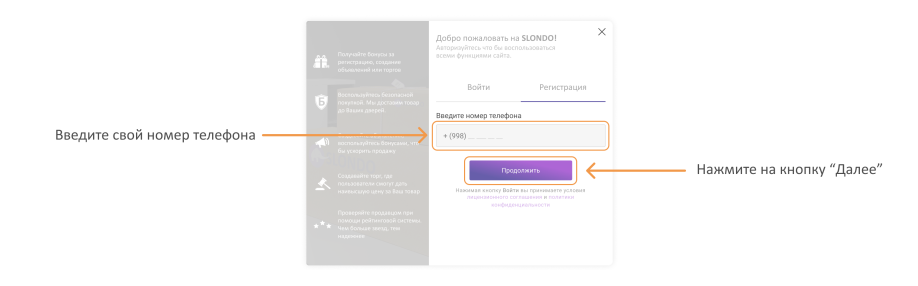 Получайте бонусы за
регистрацию, создание
объявлений или торгов
Воспользуйтесь безопасной
покупкой. Мы доставим товар
до Ваших дверей
воспользуйтесь Бонусами, что
бы ускорить продажу
Создавайте торг, где
пользователи смогут дать
наивысшую цену за Ваш товар
Проверяйте продавцов при
помощи рейтинговой системы.
Чем больше звезд, тем
надежнее
Добро пожаловать на SLONDO!
Авторизуйтесь что бы воспользоваться
всеми функциями сайта.
Войти Регистрация
Введите номер телефона
+ (998) __ ___ __ __
Продолжить
Нажимая кнопку Войти вы принимаете условия
лицензионного соглашения и политики
конфиденциальности
Введите свой номер телефона
Нажмите на кнопку “Далее”